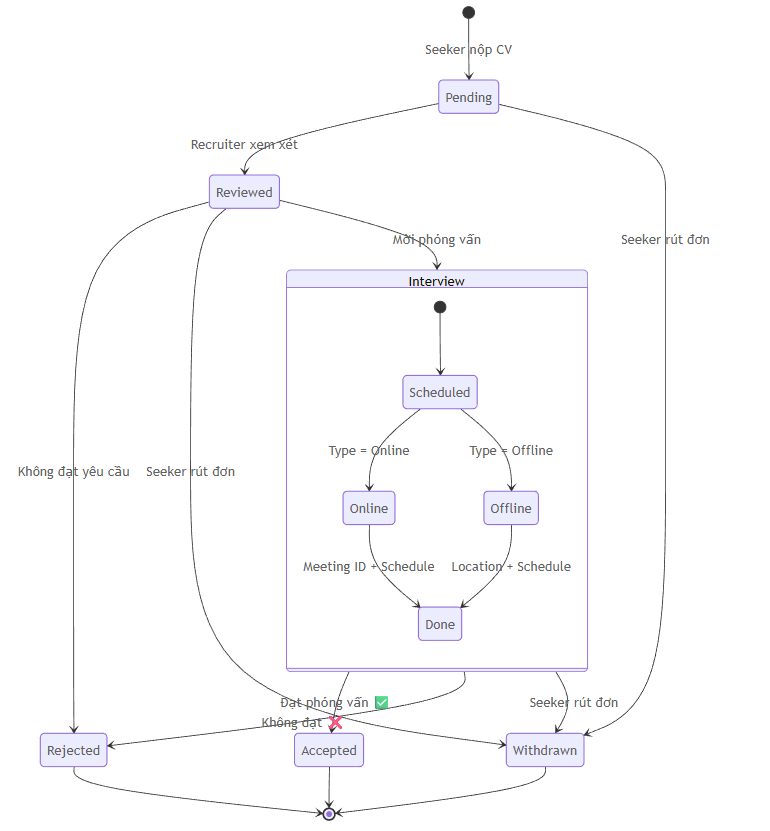 Seeker nộp CV
Pending
Recruiter xem xét
Reviewed
Mời phỏng vấn
Seeker rút đơn
Interview
Scheduled
Type = Online
Type = Offline
Không đạt yêu cầu
Seeker rút đơn
Online
Offline
Meeting ID + Schedule
Location + Schedule
Done
Đạt phỏng vấn ✅
Seeker rút đơn
Không đạt ❌
Rejected
Accepted
Withdrawn